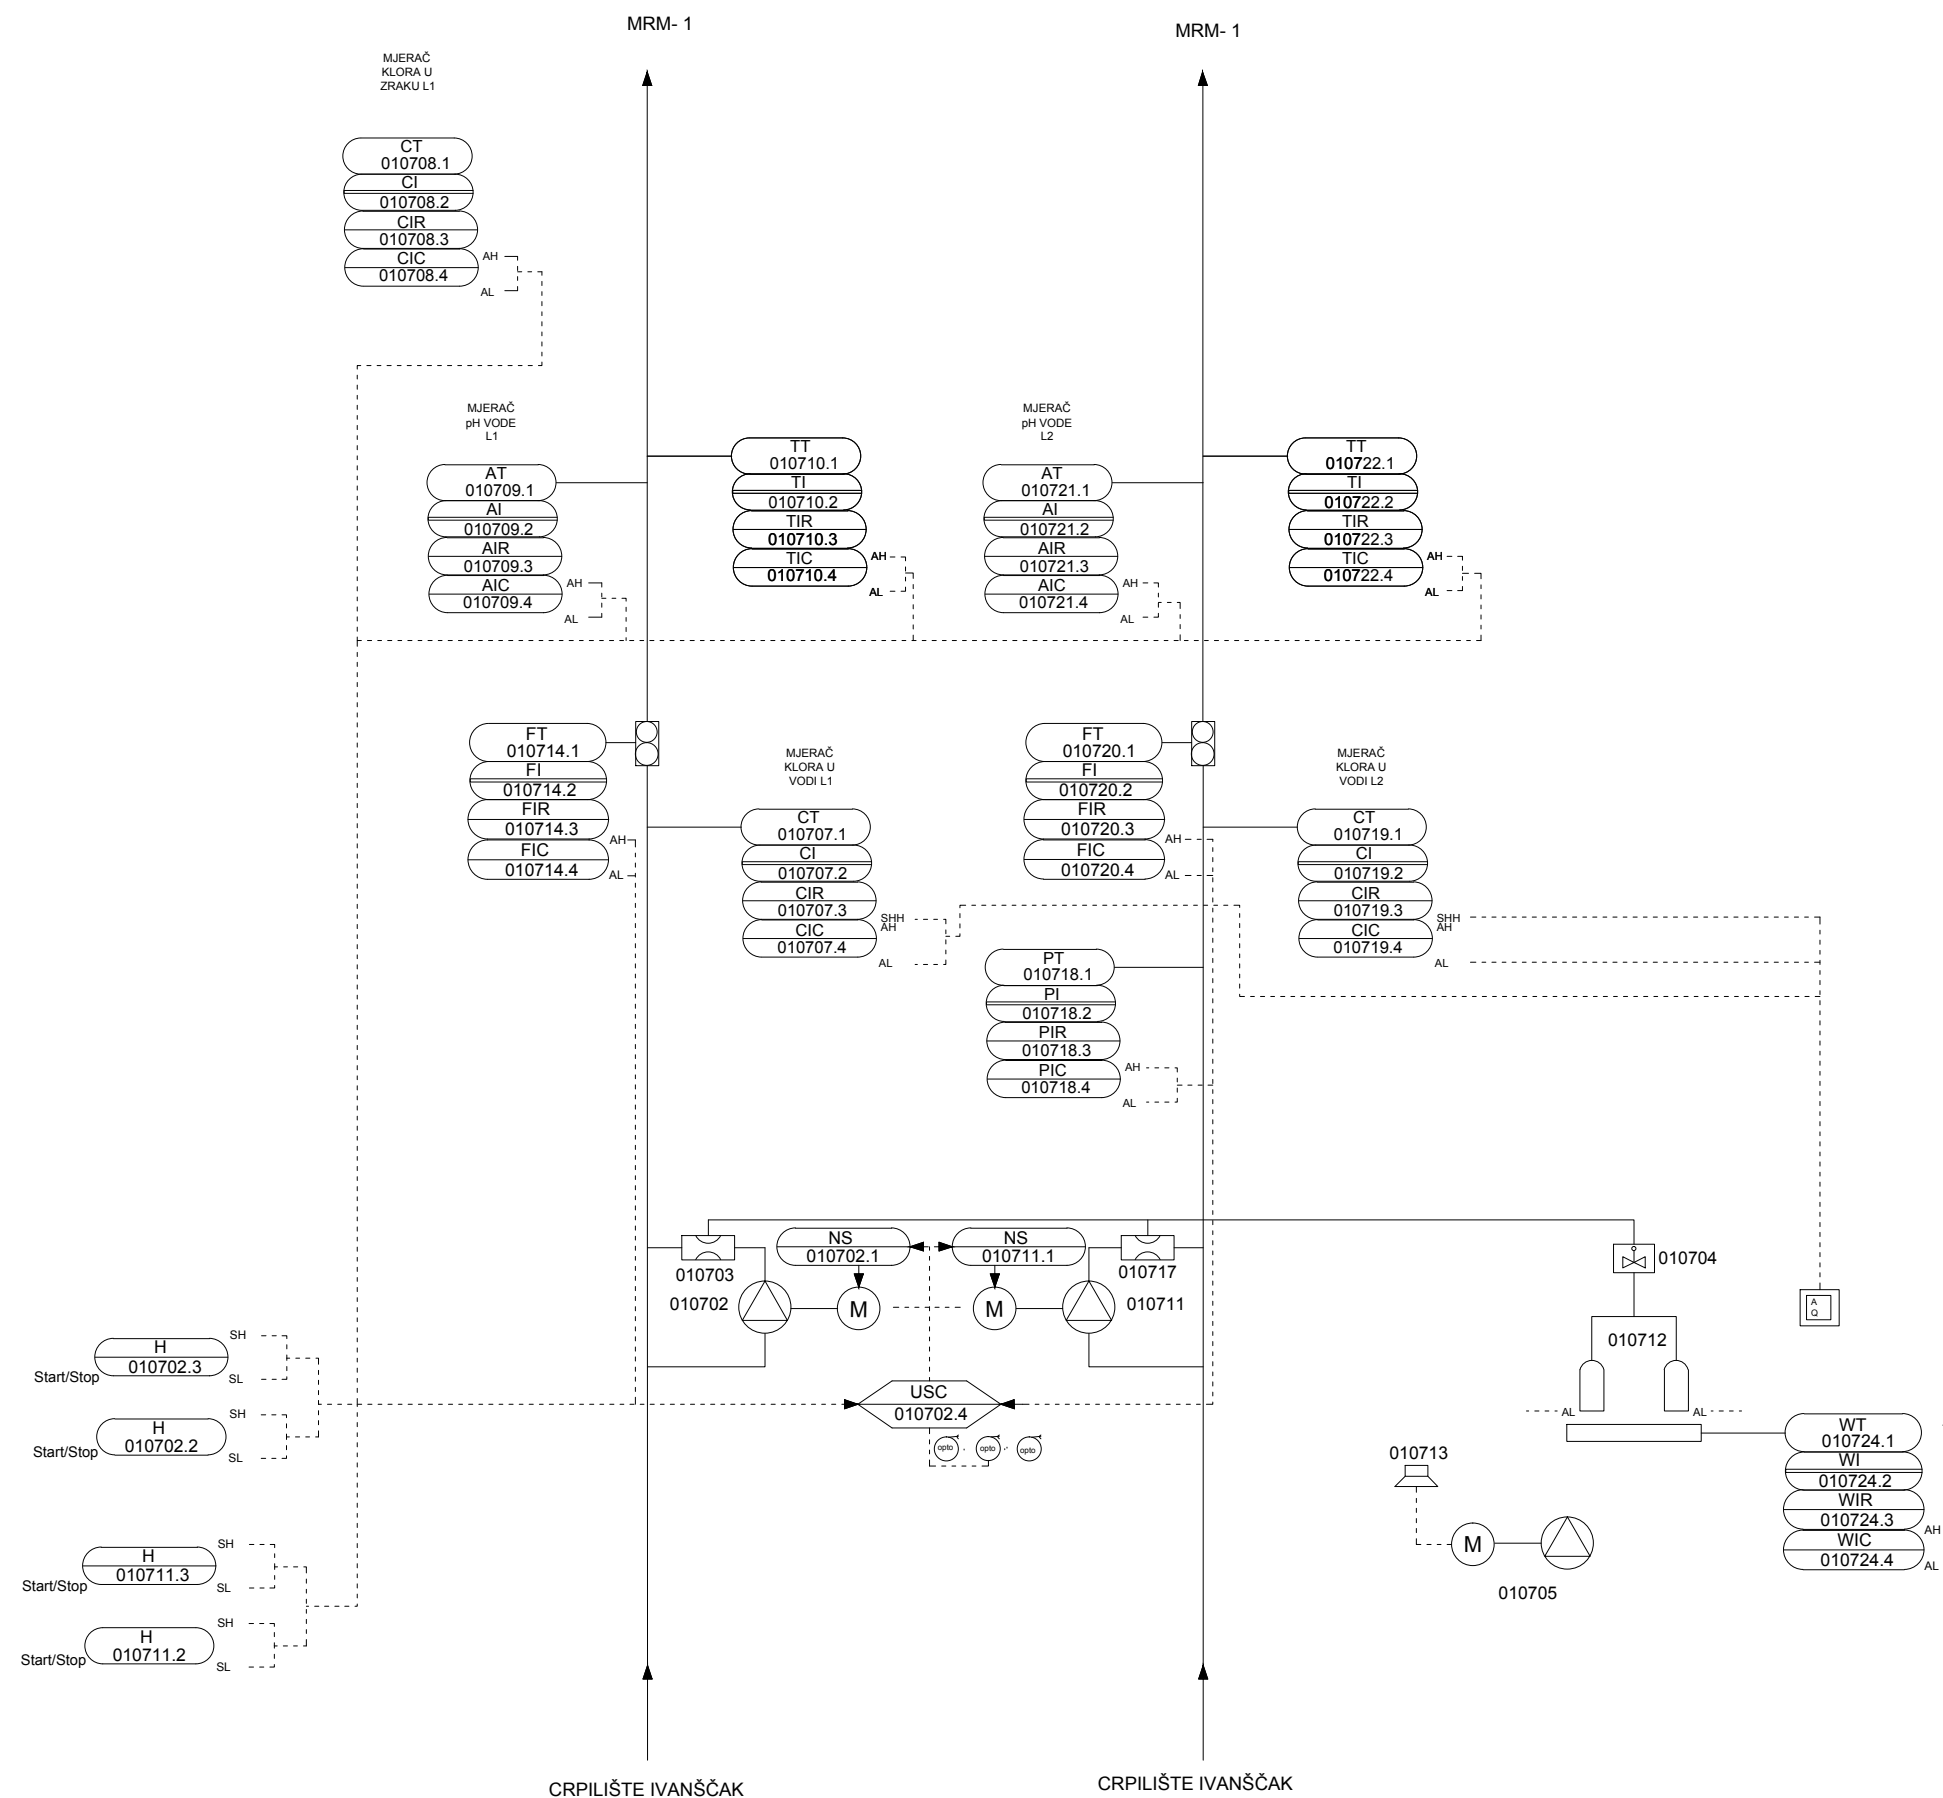 MRM- 1
MRM- 1
MJERAČ
KLORA U
ZRAKU L1
CT
010708.1
CI
010708.2
CIR
010708.3
CIC
010708.4
AH
AL
MJERAČ
pH VODE
L1
AT
010709.1
AI
010709.2
AIR
010709.3
AIC
010709.4
AH
AL
TT
010710.1
TI
010710.2
TIR
010710.3
TIC
010710.4
AH
AL
MJERAČ
pH VODE
L2
AT
010721.1
AI
010721.2
AIR
010721.3
AIC
010721.4
AH
AL
TT
010722.1
TI
010722.2
TIR
010722.3
TIC
010722.4
AH
AL
FT
010714.1
FI
010714.2
FIR
010714.3
FIC
010714.4
AH
AL
MJERAČ
KLORA U
VODI L1
CT
010707.1
CI
010707.2
CIR
010707.3
CIC
010707.4
SHH
AH
AL
FT
010720.1
FI
010720.2
FIR
010720.3
FIC
010720.4
AH
AL
MJERAČ
KLORA U
VODI L2
CT
010719.1
CI
010719.2
CIR
010719.3
CIC
010719.4
SHH
AH
AL
PT
010718.1
PI
010718.2
PIR
010718.3
PIC
010718.4
AH
AL
NS
010702.1
NS
010711.1
010703
010717
010702
M
M
010711
010704
A
Q
010712
AL
AL
H
010702.3
Start/Stop
SH
SL
H
010702.2
Start/Stop
SH
SL
USC
010702.4
opto
opto
opto
H
010711.3
Start/Stop
SH
SL
H
010711.2
Start/Stop
SH
SL
010713
M
010705
WT
010724.1
WI
010724.2
WIR
010724.3
WIC
010724.4
AH
AL
CRPILIŠTE IVANŠČAK
CRPILIŠTE IVANŠČAK